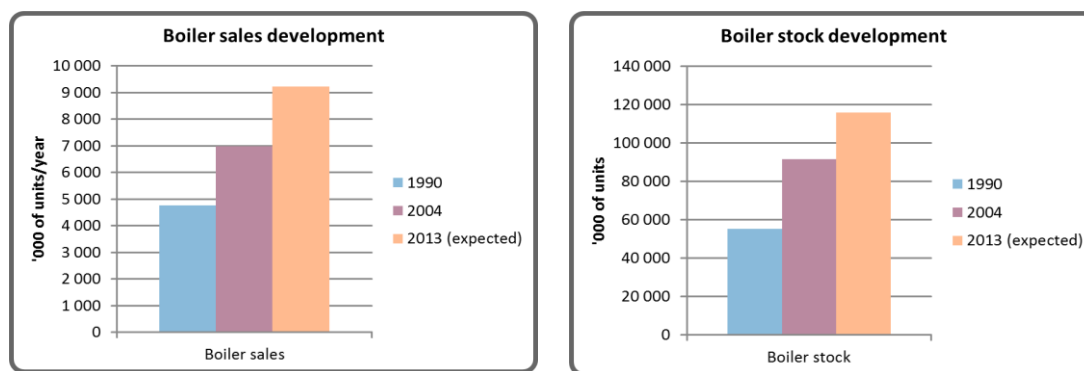 Boiler sales development
10 000
9 000
8 000
7 000
6 000
5 000
4 000
3 000
2 000
1 000
0
'000 of units/year
Boiler sales
1990
2004
2013 (expected)
Boiler stock development
140 000
120 000
100 000
80 000
60 000
40 000
20 000
0
'000 of units
Boiler stock
1990
2004
2013 (expected)